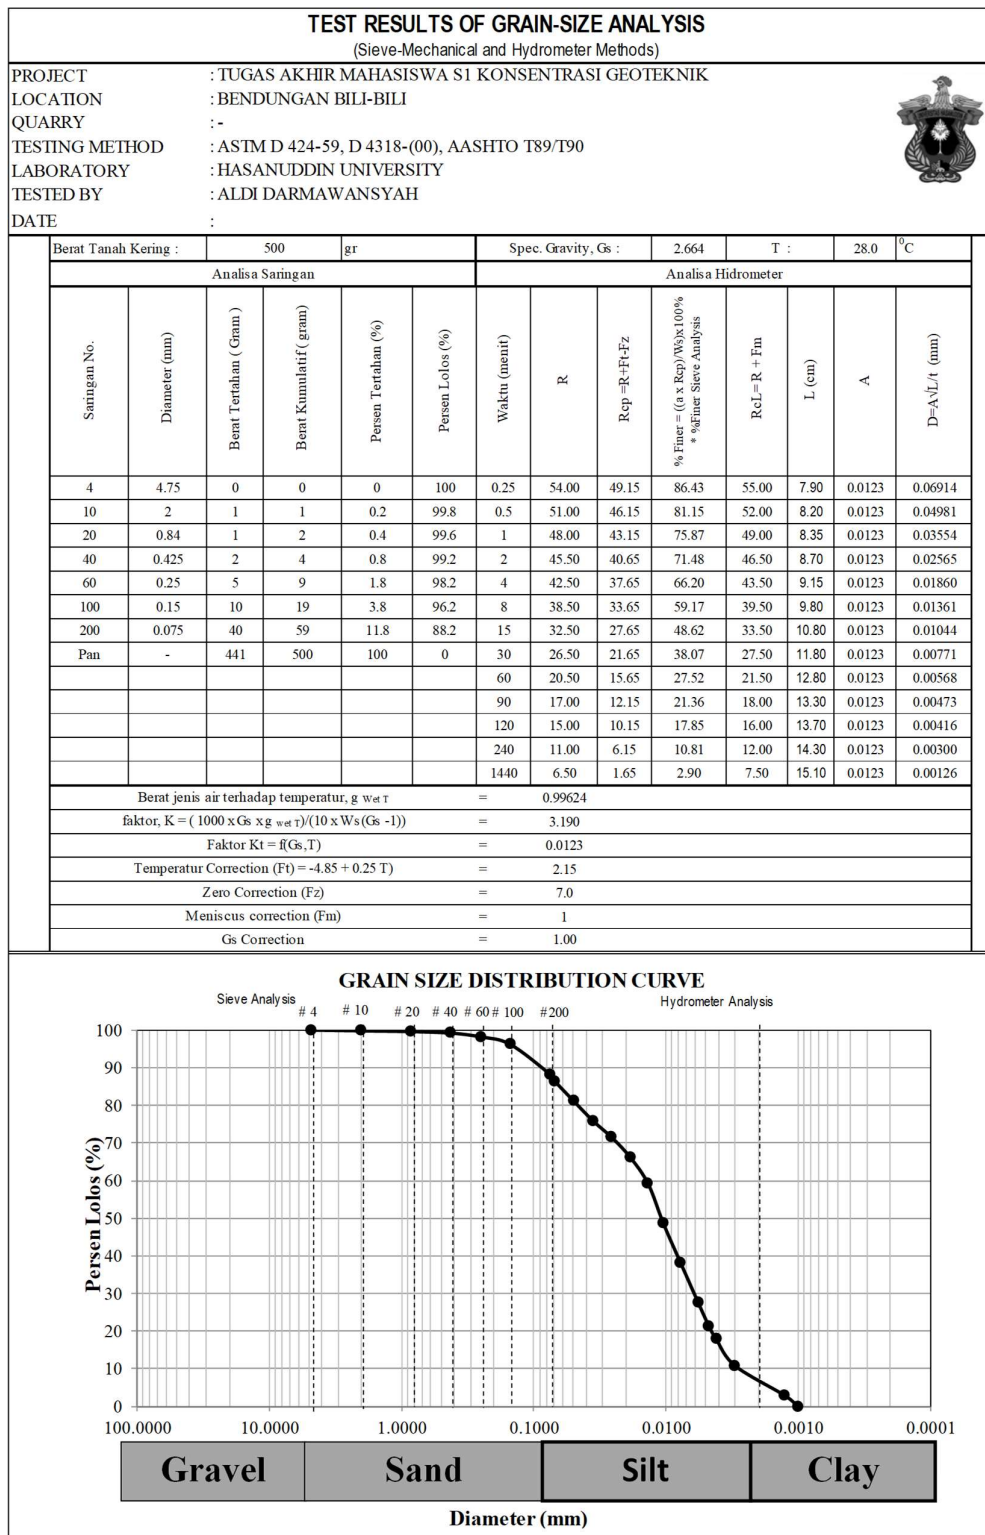 TEST RESULTS OF GRAIN-SIZE ANALYSIS
(Sieve-Mechanical and Hydrometer Methods)
PROJECT : TUGAS AKHIR MAHASISWA S1 KONSENTRASI GEOTEKNIK
LOCATION : BENDUNGAN BILI-BILI
QUARRY : -
TESTING METHOD : ASTM D 424-59, D 4318-(00), AASHTO T89/T90
LABORATORY : HASANUDDIN UNIVERSITY
TESTED BY : ALDI DARMAWANSYAH
DATE :
Berat Tanah Kering : 500 gr Spec. Gravity, Gs : 2.664 T : 28.0 ⁰C
Analisa Saringan Analisa Hidrometer
Saringan No. Diameter (mm) Berat Tertahan ( Gram ) Berat Kumulatif ( gram) Persen Tertahan (%) Persen Lolos (%) Waktu (menit) R Rcp =R+Ft-Fz % Finer = ((a x Rcp)/Ws)x100% * %Finer Sieve Analysis RcL= R + Fm L (cm) A D=A√L/t (mm)
4 4.75 0 0 0 100 0.25 54.00 49.15 86.43 55.00 7.90 0.0123 0.06914
10 2 1 1 0.2 99.8 0.5 51.00 46.15 81.15 52.00 8.20 0.0123 0.04981
20 0.84 1 2 0.4 99.6 1 48.00 43.15 75.87 49.00 8.35 0.0123 0.03554
40 0.425 2 4 0.8 99.2 2 45.50 40.65 71.48 46.50 8.70 0.0123 0.02565
60 0.25 5 9 1.8 98.2 4 42.50 37.65 66.20 43.50 9.15 0.0123 0.01860
100 0.15 10 19 3.8 96.2 8 38.50 33.65 59.17 39.50 9.80 0.0123 0.01361
200 0.075 40 59 11.8 88.2 15 32.50 27.65 48.62 33.50 10.80 0.0123 0.01044
Pan - 441 500 100 0 30 26.50 21.65 38.07 27.50 11.80 0.0123 0.00771
60 20.50 15.65 27.52 21.50 12.80 0.0123 0.00568
90 17.00 12.15 21.36 18.00 13.30 0.0123 0.00473
120 15.00 10.15 17.85 16.00 13.70 0.0123 0.00416
240 11.00 6.15 10.81 12.00 14.30 0.0123 0.00300
1440 6.50 1.65 2.90 7.50 15.10 0.0123 0.00126
Berat jenis air terhadap temperatur, g wet T = 0.99624
faktor, K = ( 1000 x Gs x g wet T)/(10 x Ws (Gs -1)) = 3.190
Faktor Kt = f(Gs,T) = 0.0123
Temperatur Correction (Ft) = -4.85 + 0.25 T) = 2.15
Zero Correction (Fz) = 7.0
Meniscus correction (Fm) = 1
Gs Correction = 1.00
GRAIN SIZE DISTRIBUTION CURVE
Sieve Analysis Hydrometer Analysis
# 4 # 10 # 20 # 40 # 60 # 100 #200
Persen Lolos (%)
100
90
80
70
60
50
40
30
20
10
0
100.0000 10.0000 1.0000 0.1000 0.0100 0.0010 0.0001
Gravel Sand Silt Clay
Diameter (mm)